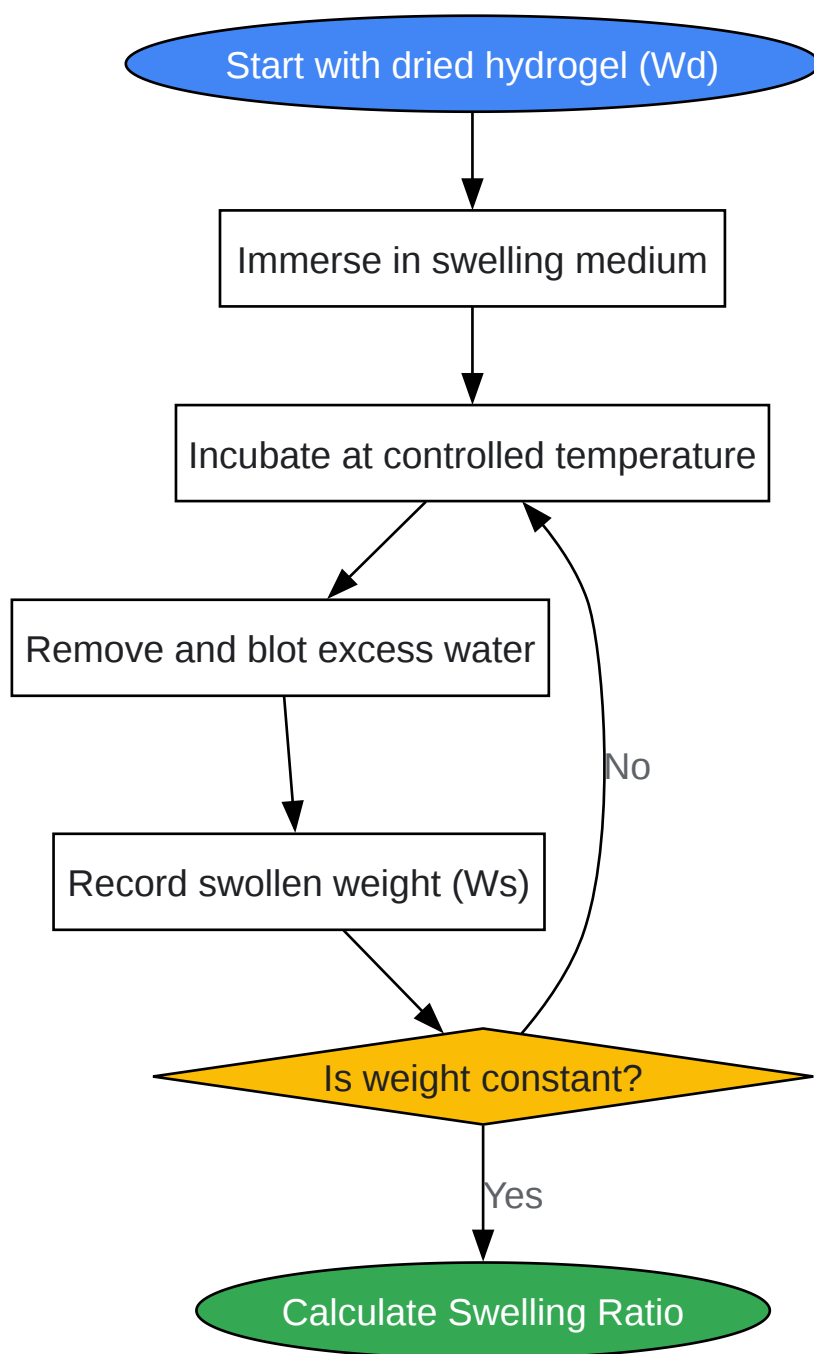 Start with dried hydrogel (Wd)
Immerse in swelling medium
Incubate at controlled temperature
Remove and blot excess water
No
Record swollen weight (Ws)
Is weight constant?
Yes
Calculate Swelling Ratio